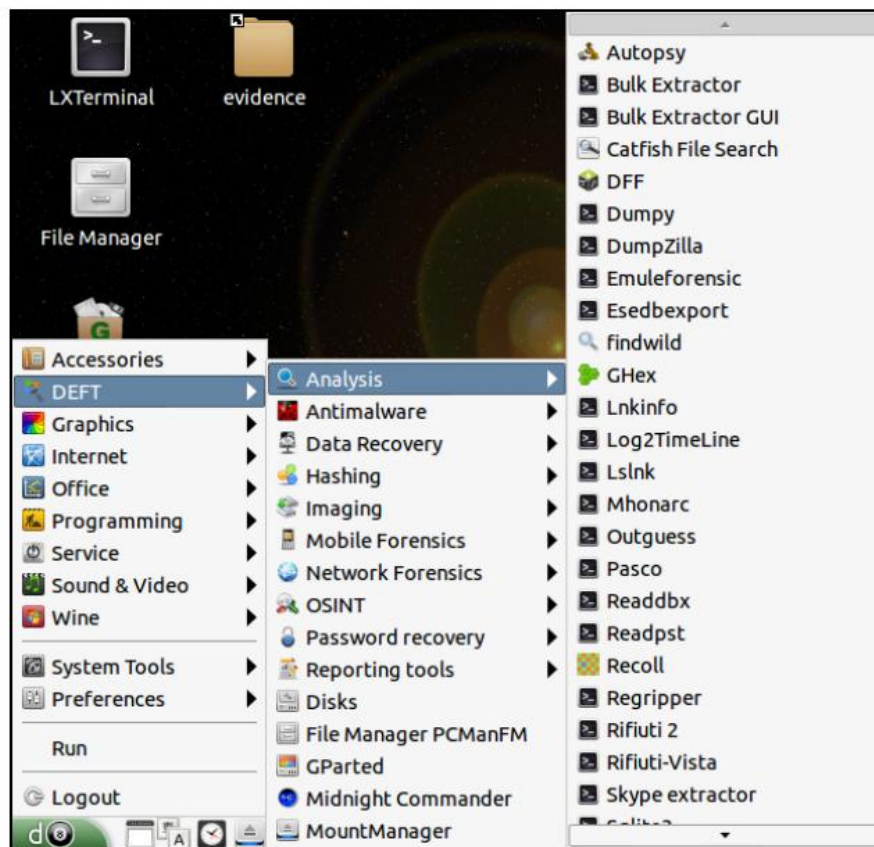 LXTerminal
evidence
File Manager
Accessories
DEFT
Graphics
Internet
Office
Programming
Service
Sound & Video
Wine
System Tools
Preferences
Run
Logout
Analysis
Antimalware
Data Recovery
Hashing
Imaging
Mobile Forensics
Network Forensics
OSINT
Password recovery
Reporting tools
Disks
File Manager PCManFM
GParted
Midnight Commander
MountManager
Autopsy
Bulk Extractor
Bulk Extractor GUI
Catfish File Search
DFF
Dumpy
DumpZilla
Emuleforensic
Esedbexport
findwild
GHex
Lnkinfo
Log2TimeLine
Lslnk
Mhonarc
Outguess
Pasco
Readdbx
Readpst
Recoll
Regripper
Rifiuti 2
Rifiuti-Vista
Skype extractor